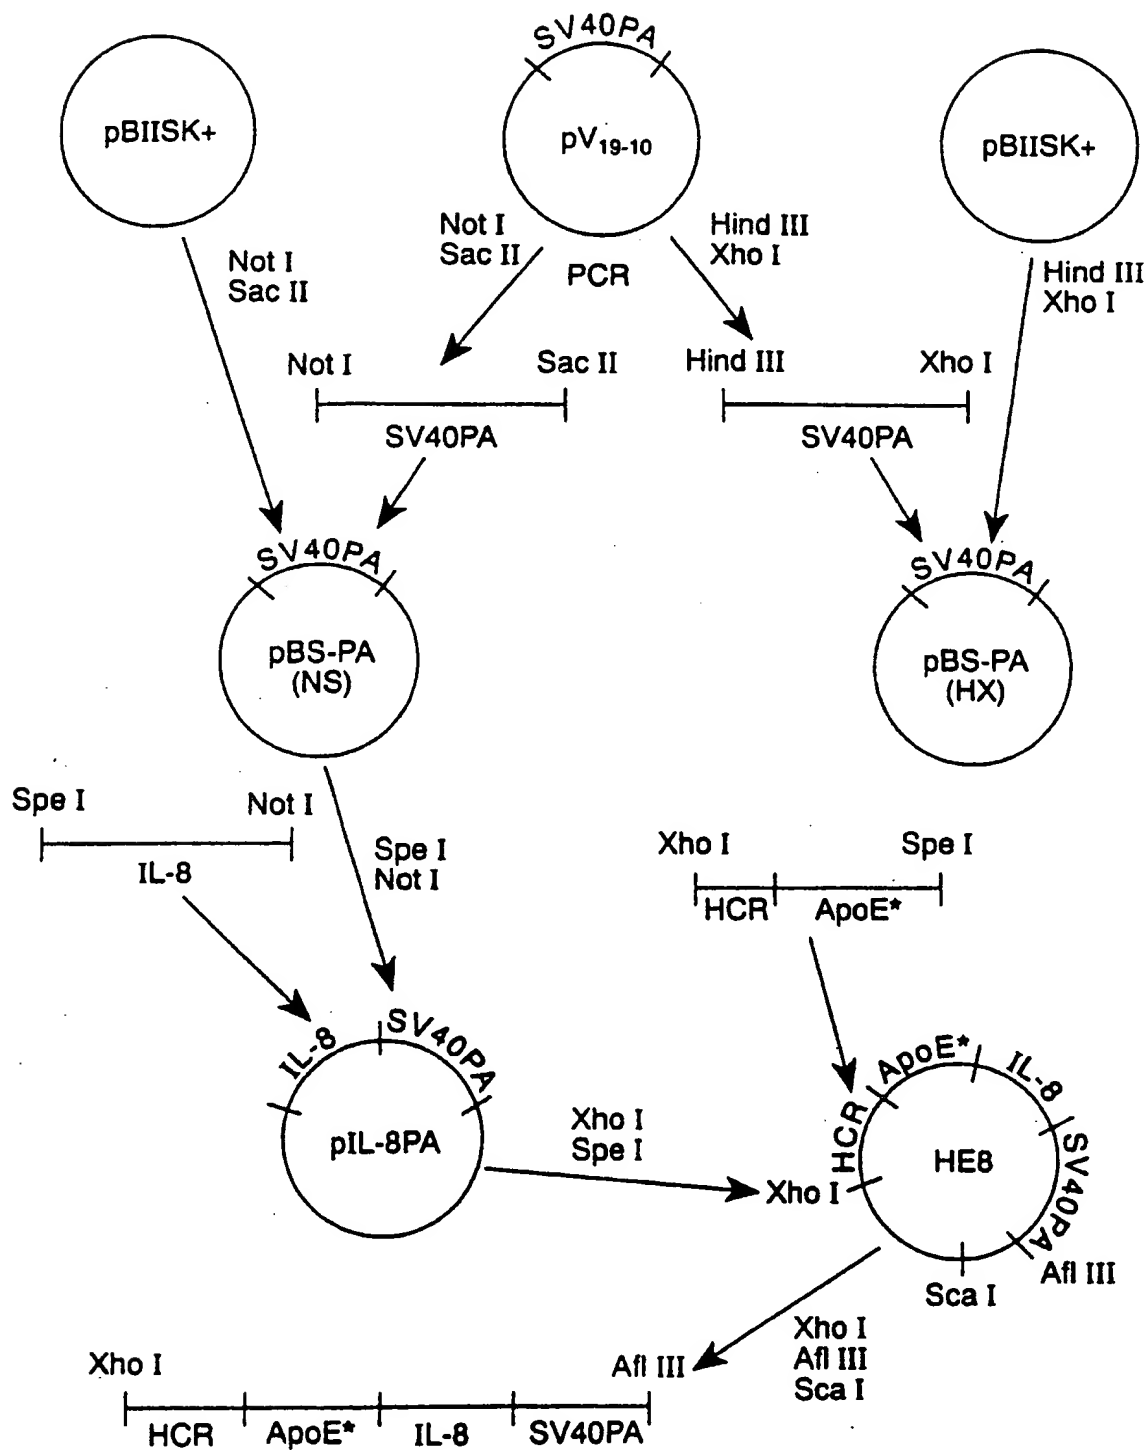 SV40PA
pBIISK+
pV19-10
pBIISK+
Not I
Sac II
PCR
Hind III
Xho I
Not I
Sac II
Hind III
Xho I
Not I
Sac II
SV40PA
Hind III
Xho I
SV40PA
SV40PA
pBS-PA
(NS)
SV40PA
pBS-PA
(HX)
Spe I
Not I
IL-8
Spe I
Not I
Xho I
Spe I
HCR
ApoE*
IL-8
SV40PA
pIL-8PA
Xho I
Spe I
Xho I
HCR
ApoE*
IL-8
SV40PA
HE8
Afl III
Sca I
Xho I
Afl III
Sca I
Xho I
Afl III
HCR
ApoE*
IL-8
SV40PA